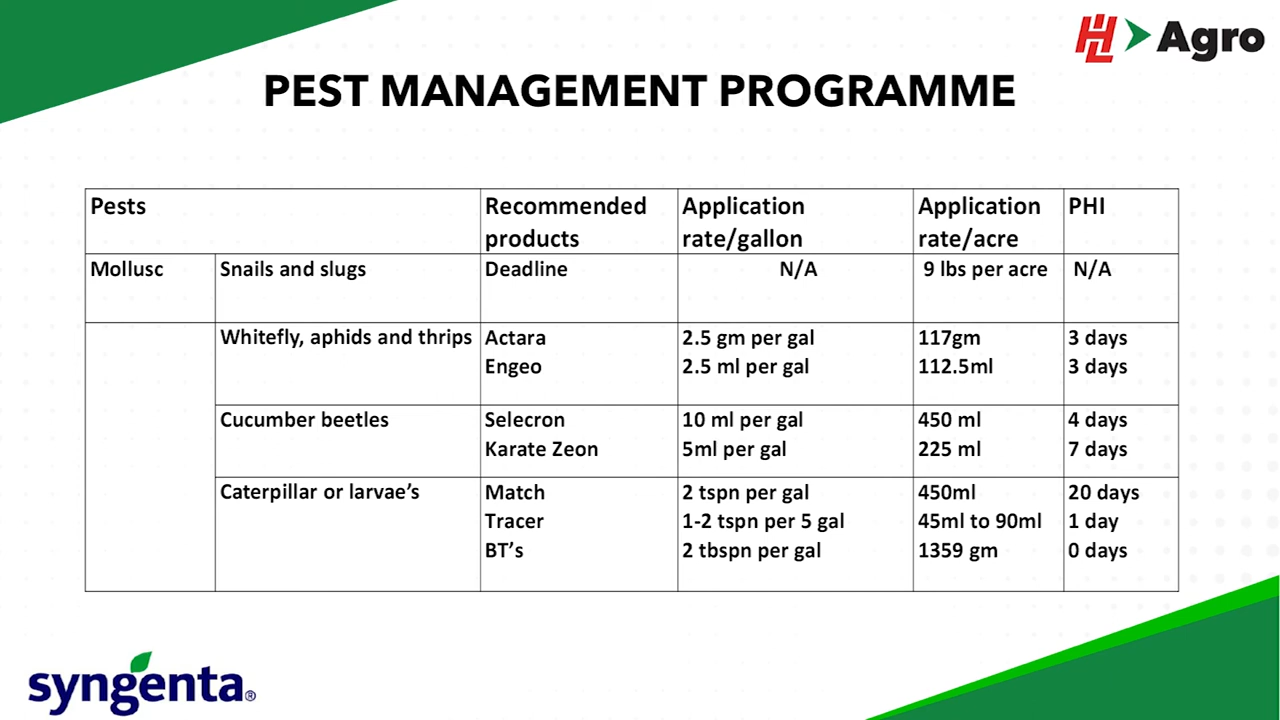 HL Agro
PEST MANAGEMENT PROGRAMME
Pests Recommended products Application rate/gallon Application rate/acre PHI
Mollusc Snails and slugs Deadline N/A 9 lbs per acre N/A
Whitefly, aphids and thrips Actara 2.5 gm per gal 117gm 3 days
Engeo 2.5 ml per gal 112.5ml 3 days
Cucumber beetles Selecron 10 ml per gal 450 ml 4 days
Karate Zeon 5ml per gal 225 ml 7 days
Caterpillar or larvae’s Match 2 tspn per gal 450ml 20 days
Tracer 1-2 tspn per 5 gal 45ml to 90ml 1 day
BT’s 2 tbspn per gal 1359 gm 0 days
syngenta®